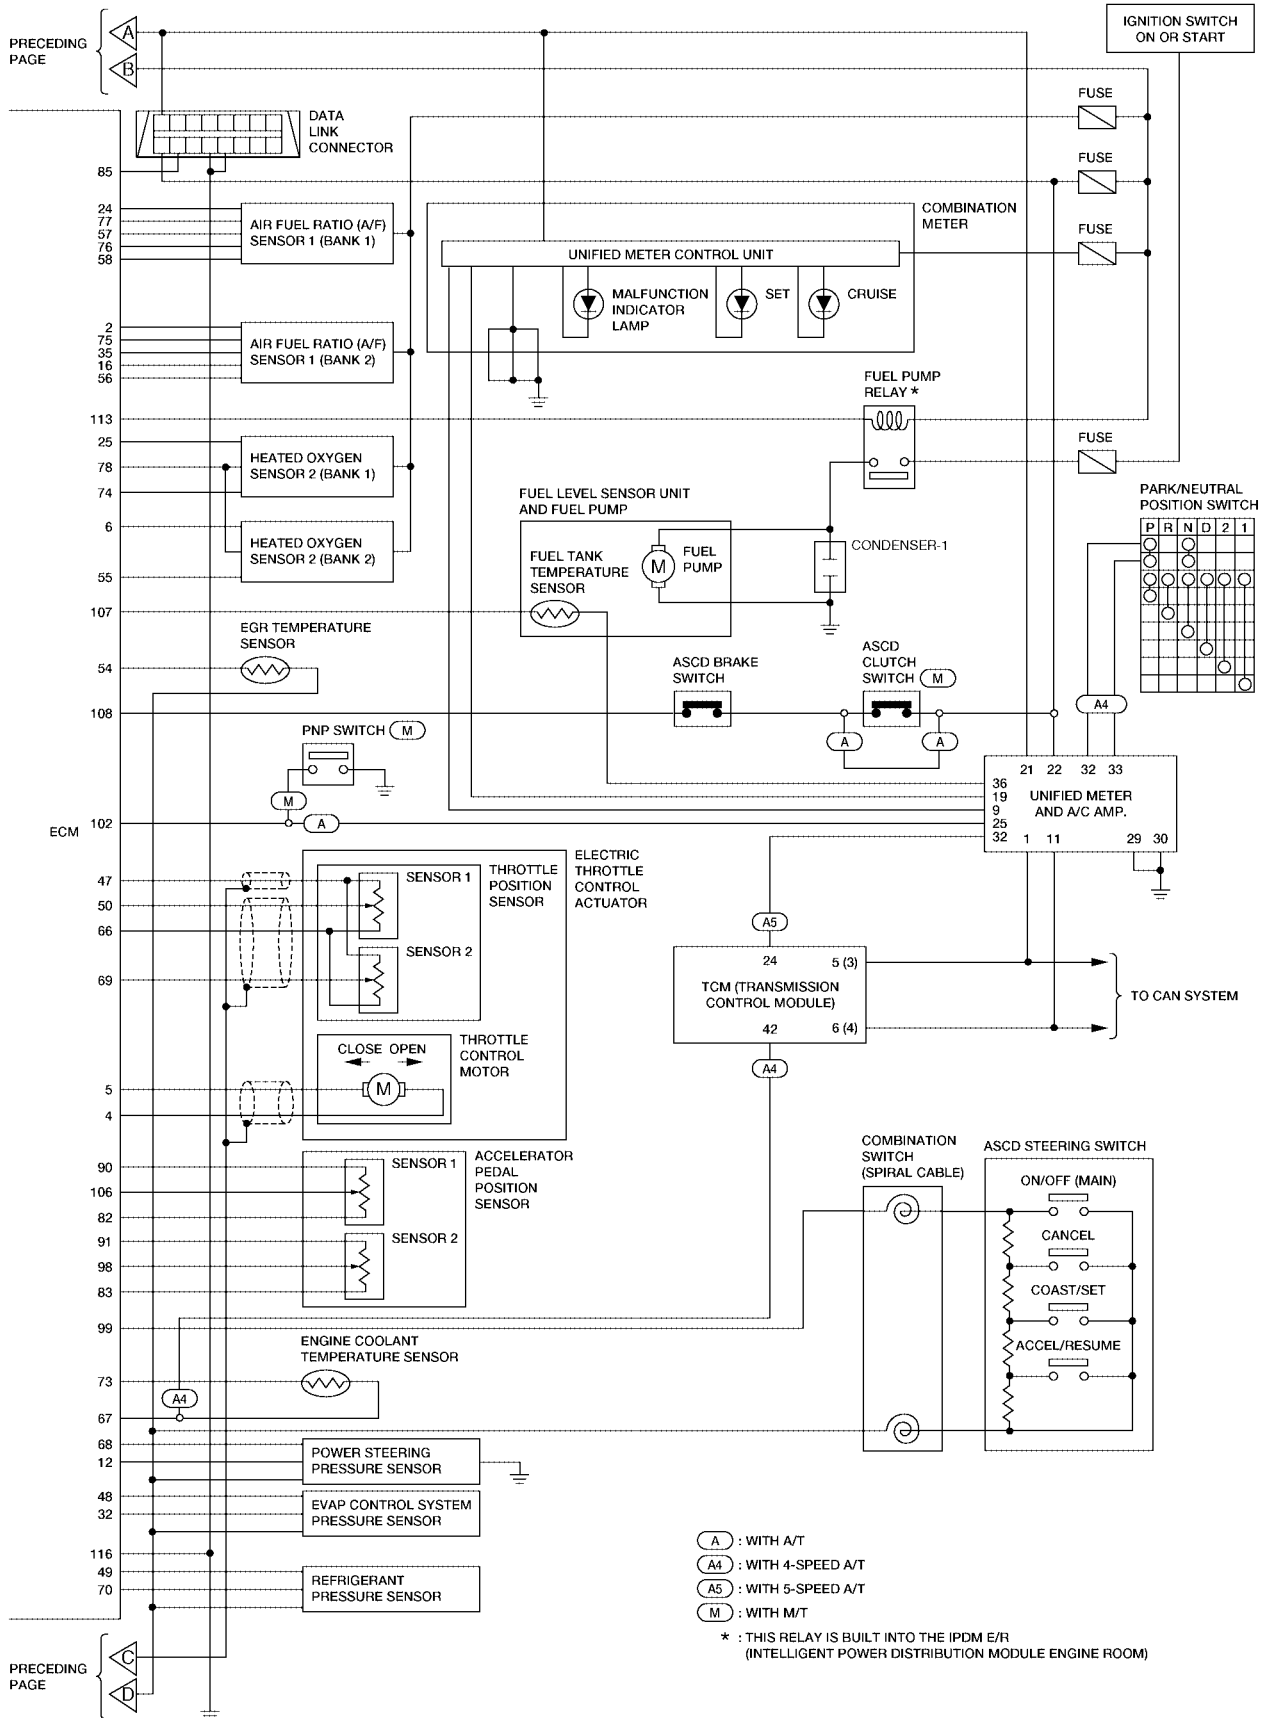 IGNITION SWITCH
ON OR START
PRECEDING
PAGE
A
B
FUSE
DATA
LINK
CONNECTOR
FUSE
85
24
77
57
76
58
AIR FUEL RATIO (A/F)
SENSOR 1 (BANK 1)
COMBINATION
METER
FUSE
UNIFIED METER CONTROL UNIT
MALFUNCTION
INDICATOR
LAMP
SET
CRUISE
2
75
35
16
56
AIR FUEL RATIO (A/F)
SENSOR 1 (BANK 2)
FUEL PUMP
RELAY *
113
25
78
74
HEATED OXYGEN
SENSOR 2 (BANK 1)
FUSE
FUEL LEVEL SENSOR UNIT
AND FUEL PUMP
PARK/NEUTRAL
POSITION SWITCH
P R N D 2 1
6
55
HEATED OXYGEN
SENSOR 2 (BANK 2)
FUEL TANK
TEMPERATURE
SENSOR
M
FUEL
PUMP
CONDENSER-1
107
EGR TEMPERATURE
SENSOR
54
ASCD BRAKE
SWITCH
ASCD
CLUTCH
SWITCH
M
108
A4
PNP SWITCH
M
A
A
M
21 22 32 33
36
19
9
25
32
UNIFIED METER
AND A/C AMP.
1 11 29 30
ECM
102
A
47
50
66
69
SENSOR 1
SENSOR 2
THROTTLE
POSITION
SENSOR
ELECTRIC
THROTTLE
CONTROL
ACTUATOR
A5
24
5 (3)
TCM (TRANSMISSION
CONTROL MODULE)
42
6 (4)
TO CAN SYSTEM
A4
CLOSE OPEN
M
THROTTLE
CONTROL
MOTOR
5
4
90
106
82
91
98
83
SENSOR 1
SENSOR 2
ACCELERATOR
PEDAL
POSITION
SENSOR
COMBINATION
SWITCH
(SPIRAL CABLE)
ASCD STEERING SWITCH
ON/OFF (MAIN)
CANCEL
COAST/SET
ACCEL/RESUME
99
ENGINE COOLANT
TEMPERATURE SENSOR
73
A4
67
68
12
POWER STEERING
PRESSURE SENSOR
48
32
EVAP CONTROL SYSTEM
PRESSURE SENSOR
116
49
70
REFRIGERANT
PRESSURE SENSOR
A : WITH A/T
A4 : WITH 4-SPEED A/T
A5 : WITH 5-SPEED A/T
M : WITH M/T
* : THIS RELAY IS BUILT INTO THE IPDM E/R
(INTELLIGENT POWER DISTRIBUTION MODULE ENGINE ROOM)
PRECEDING
PAGE
C
D